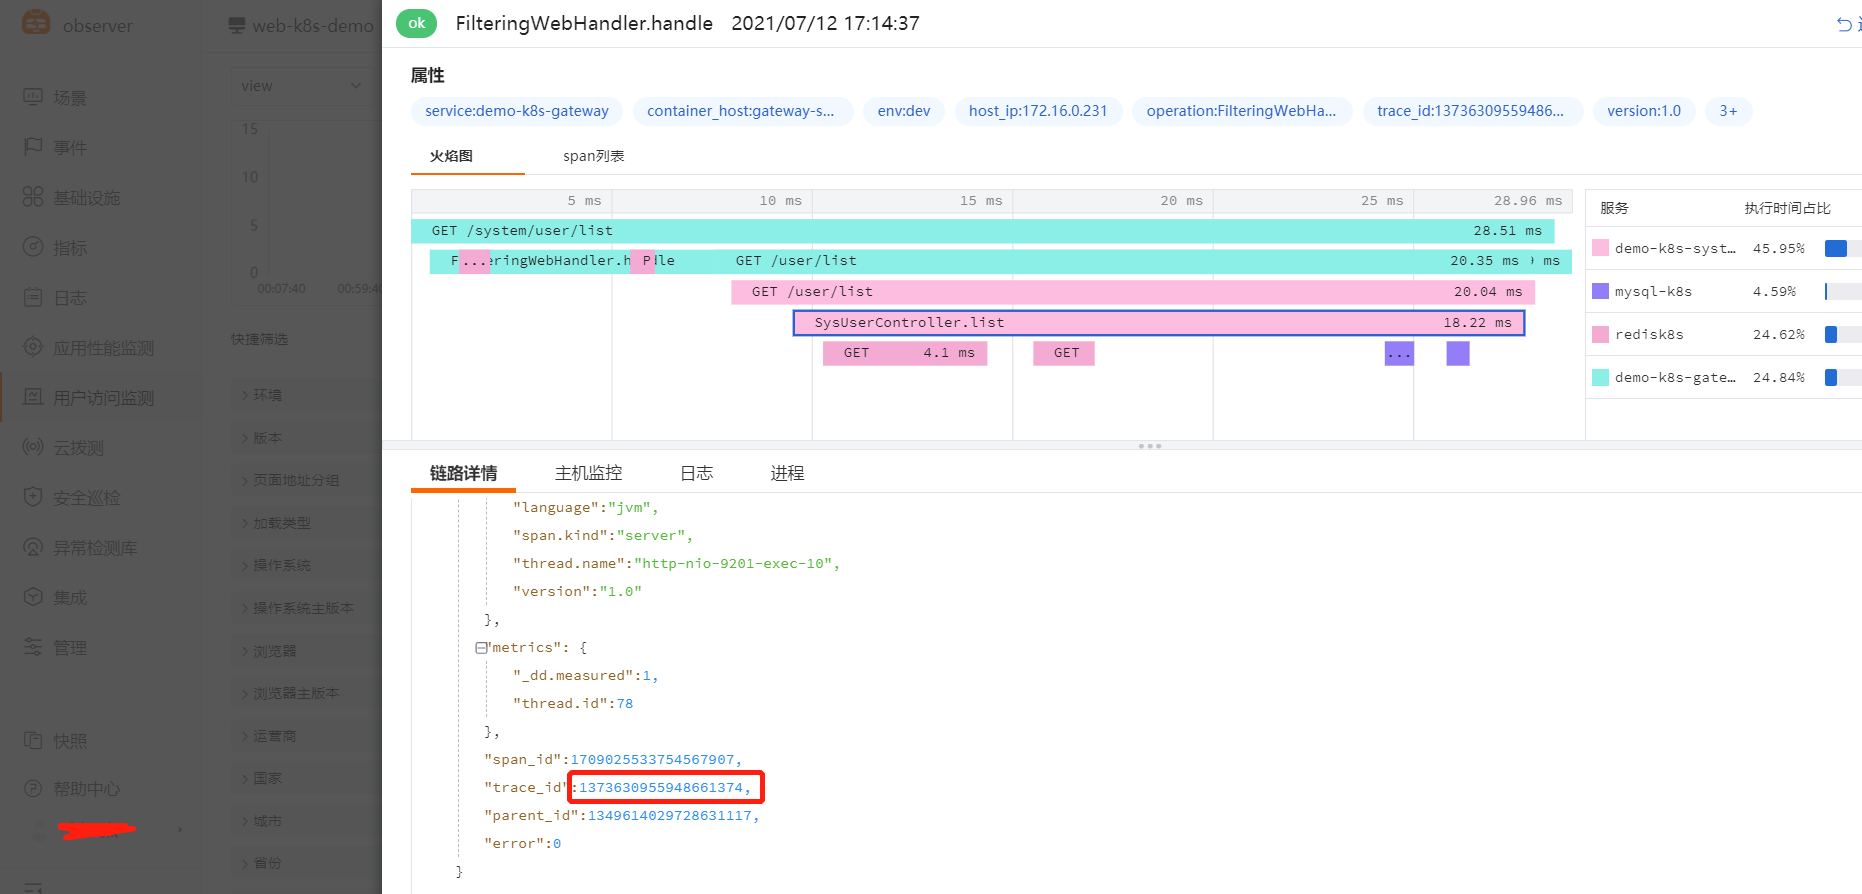 observer
场景
事件
基础设施
指标
日志
应用性能监测
用户访问监测
云拨测
安全巡检
异常检测库
集成
管理
快照
帮助中心
web-k8s-demo
view
15
10
5
0
00:07:40
00:59:40
快捷筛选
环境
版本
页面地址分组
加载类型
操作系统
操作系统主版本
浏览器
浏览器主版本
运营商
国家
城市
省份
ok FilteringWebHandler.handle 2021/07/12 17:14:37
属性
service:demo-k8s-gateway container_host:gateway-s... env:dev host_ip:172.16.0.231 operation:FilteringWebHa... trace_id:13736309559486... version:1.0 3+
火焰图 span列表
5 ms 10 ms 15 ms 20 ms 25 ms 28.96 ms
GET /system/user/list 28.51 ms
F...eringWebHandler.h P dle GET /user/list 20.35 ms ms
GET /user/list 20.04 ms
SysUserController.list 18.22 ms
GET 4.1 ms GET ...
服务 执行时间占比
demo-k8s-syst... 45.95%
mysql-k8s 4.59%
redisk8s 24.62%
demo-k8s-gate... 24.84%
链路详情 主机监控 日志 进程
"language":"jvm",
"span.kind":"server",
"thread.name":"http-nio-9201-exec-10",
"version":"1.0"
},
"metrics": {
"_dd.measured":1,
"thread.id":78
},
"span_id":1709025533754567907,
"trace_id":1373630955948661374,
"parent_id":1349614029728631117,
"error":0
}